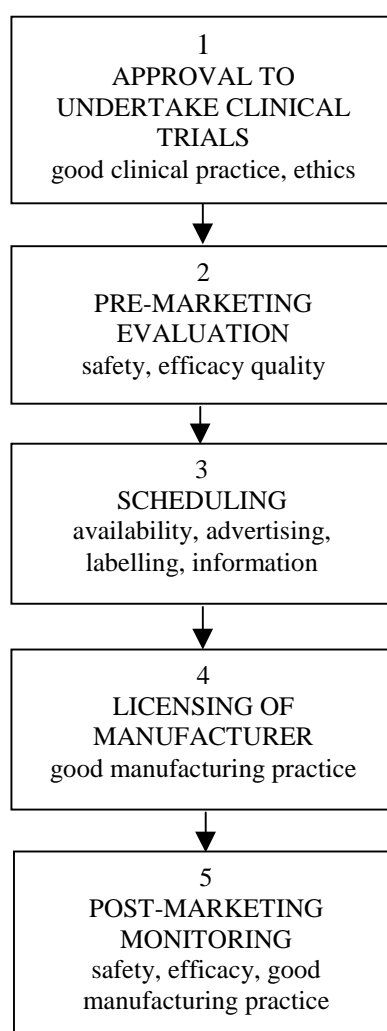 1
APPROVAL TO
UNDERTAKE CLINICAL
TRIALS
good clinical practice, ethics
2
PRE-MARKETING
EVALUATION
safety, efficacy quality
3
SCHEDULING
availability, advertising,
labelling, information
4
LICENSING OF
MANUFACTURER
good manufacturing practice
5
POST-MARKETING
MONITORING
safety, efficacy, good
manufacturing practice